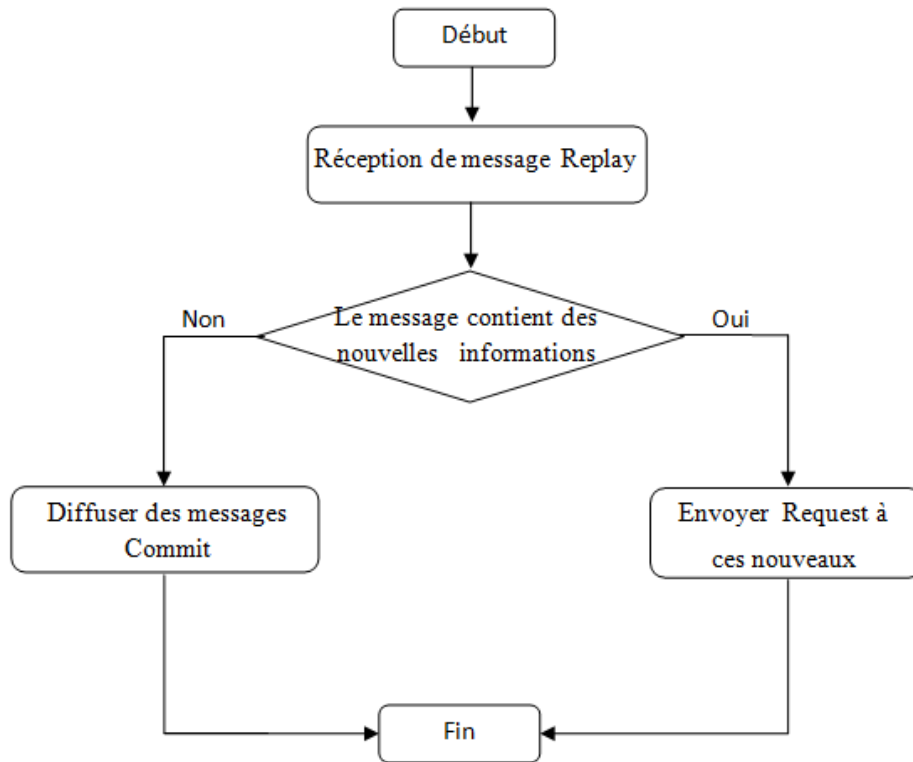 Début
Réception de message Replay
Le message contient des
nouvelles informations
Non
Oui
Diffuser des messages
Commit
Envoyer Request à
ces nouveaux
Fin